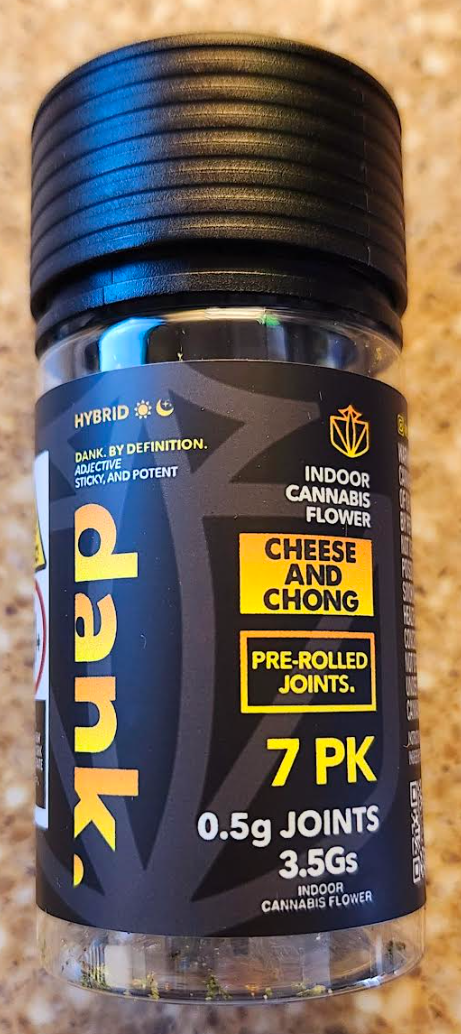 HYBRID
DANK. BY DEFINITION.
ADJECTIVE
STICKY, AND POTENT
dank.
INDOOR
CANNABIS
FLOWER
CHEESE
AND
CHONG
PRE-ROLLED
JOINTS.
7 PK
0.5g JOINTS
3.5Gs
INDOOR
CANNABIS FLOWER